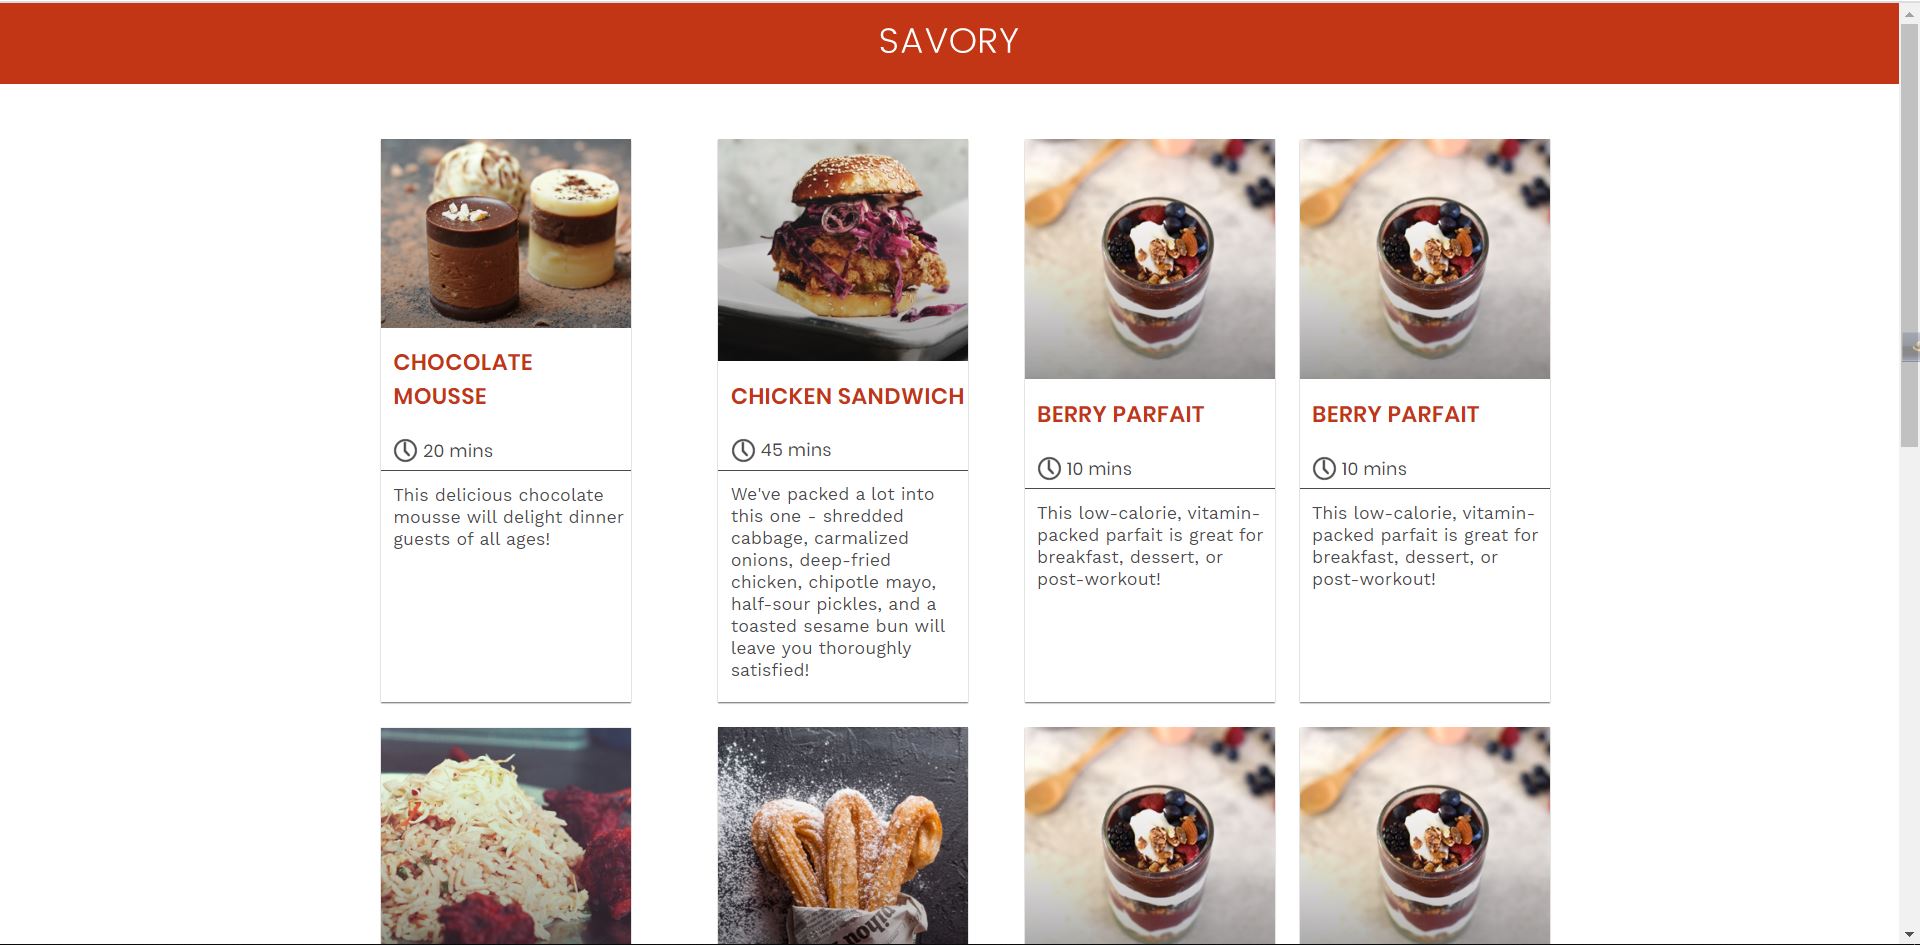 SAVORY
CHOCOLATE
MOUSSE
20 mins
This delicious chocolate
mousse will delight dinner
guests of all ages!
CHICKEN SANDWICH
45 mins
We've packed a lot into
this one - shredded
cabbage, carmalized
onions, deep-fried
chicken, chipotle mayo,
half-sour pickles, and a
toasted sesame bun will
leave you thoroughly
satisfied!
BERRY PARFAIT
10 mins
This low-calorie, vitamin-
packed parfait is great for
breakfast, dessert, or
post-workout!
BERRY PARFAIT
10 mins
This low-calorie, vitamin-
packed parfait is great for
breakfast, dessert, or
post-workout!